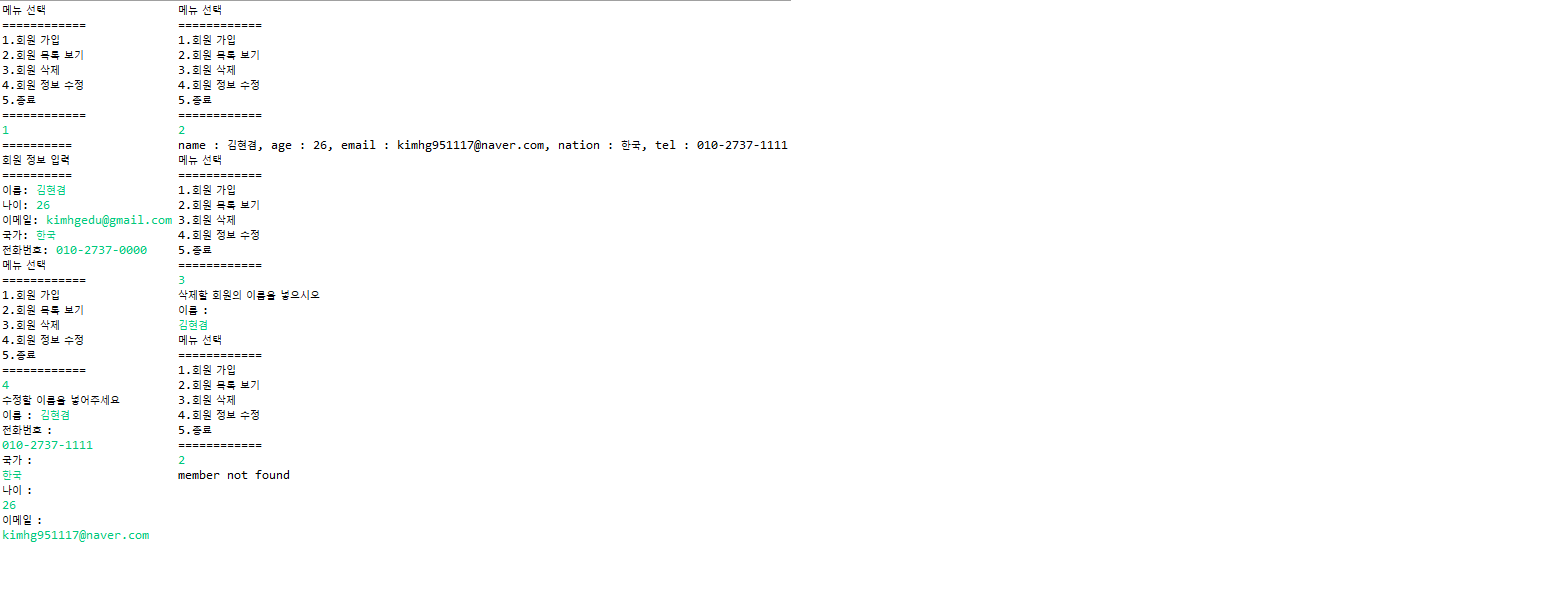 메뉴 선택
============
1.회원 가입
2.회원 목록 보기
3.회원 삭제
4.회원 정보 수정
5.종료
============
1
==========
회원 정보 입력
==========
이름: 김현겸
나이: 26
이메일: kimhgedu@gmail.com
국가: 한국
전화번호: 010-2737-0000
메뉴 선택
============
1.회원 가입
2.회원 목록 보기
3.회원 삭제
4.회원 정보 수정
5.종료
============
4
수정할 이름을 넣어주세요
이름 : 김현겸
전화번호 :
010-2737-1111
국가 :
한국
나이 :
26
이메일 :
kimhg951117@naver.com
메뉴 선택
============
1.회원 가입
2.회원 목록 보기
3.회원 삭제
4.회원 정보 수정
5.종료
============
2
name : 김현겸, age : 26, email : kimhg951117@naver.com, nation : 한국, tel : 010-2737-1111
메뉴 선택
============
1.회원 가입
2.회원 목록 보기
3.회원 삭제
4.회원 정보 수정
5.종료
============
3
삭제할 회원의 이름을 넣으시오
이름 :
김현겸
메뉴 선택
============
1.회원 가입
2.회원 목록 보기
3.회원 삭제
4.회원 정보 수정
5.종료
============
2
member not found